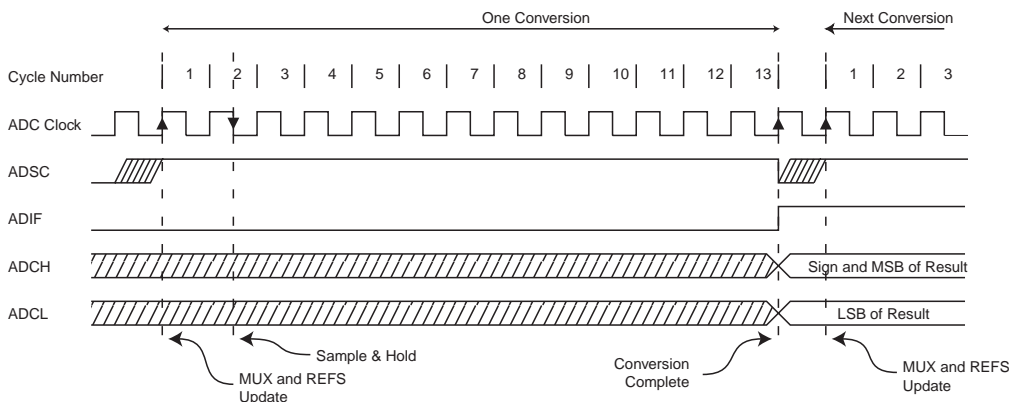 One Conversion
Next Conversion
Cycle Number
1 2 3 4 5 6 7 8 9 10 11 12 13 1 2 3
ADC Clock
ADSC
ADIF
ADCH
Sign and MSB of Result
ADCL
LSB of Result
Sample & Hold
MUX and REFS
Update
Conversion
Complete
MUX and REFS
Update